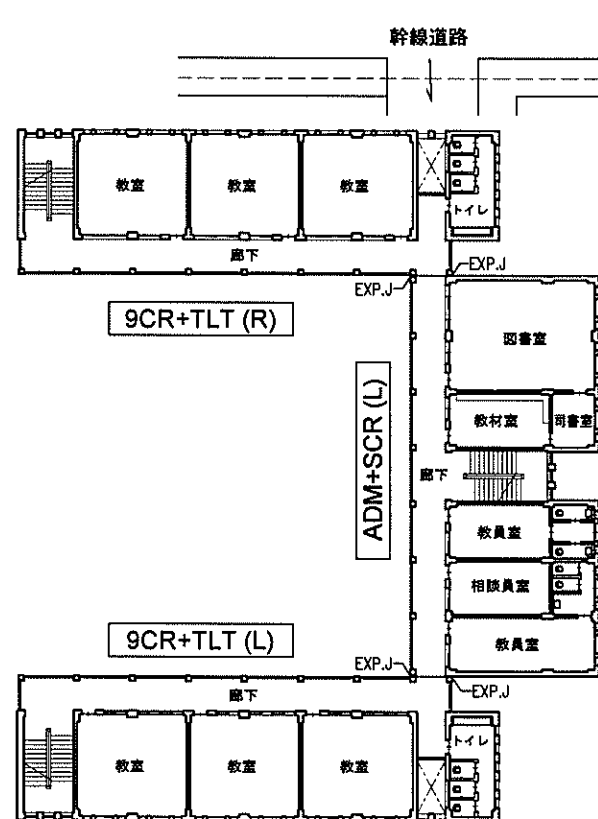 幹線道路
教室
教室
教室
トイレ
廊下
EXP.J
EXP.J
9CR+TLT (R)
図書室
ADM+SCR (L)
教材室
司書室
廊下
教員室
相談員室
9CR+TLT (L)
教員室
EXP.J
廊下
EXP.J
トイレ
教室
教室
教室